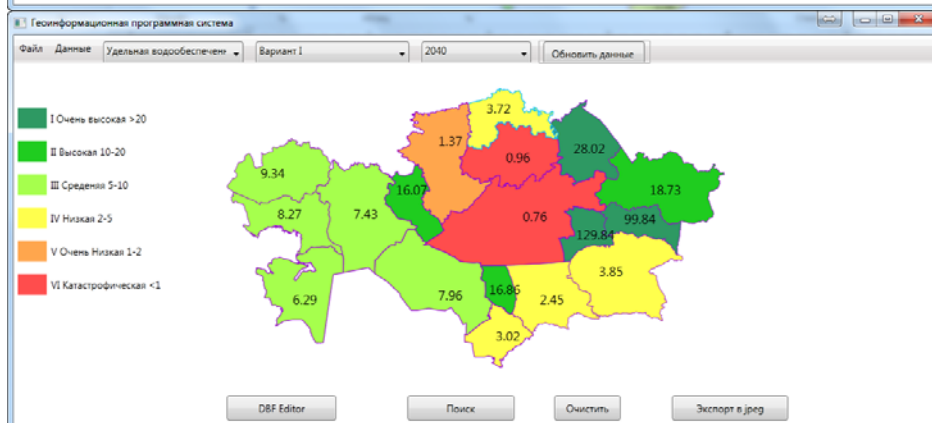 Геоинформационная программная система
Файл Данные Удельная водообеспечен Вариант I 2040 Обновить данные
I Очень высокая >20
II Высокая 10-20
III Среденяя 5-10
IV Низкая 2-5
V Очень Низкая 1-2
VI Катастрофическая <1
3.72
1.37
0.96
28.02
9.34
16.07
18.73
8.27
7.43
0.76
99.84
129.84
3.85
6.29
7.96
16.86
2.45
3.02
DBF Editor Поиск Очистить Экспорт в jpeg